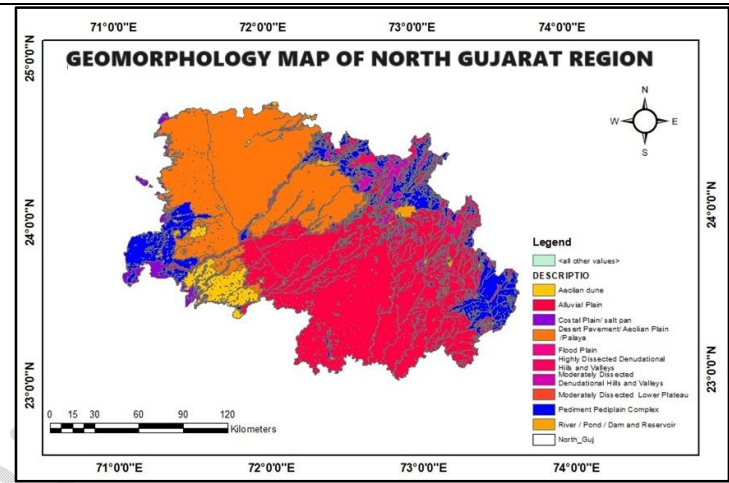 71°0'0"E 72°0'0"E 73°0'0"E 74°0'0"E
25°0'0"N
GEOMORPHOLOGY MAP OF NORTH GUJARAT REGION
N
W E
S
24°0'0"N 24°0'0"N
Legend
<all other values>
DESCRIPTIO
Aeolian dune
Alluvial Plain
Costal Plain/ salt pan
Desert Pavement/ Aeolian Plain
/Palaya
Flood Plain
Highly Dissected Denudational
Hills and Valleys
Moderately Dissected
Denudational Hills and Valleys
Moderately Dissected Lower Plateau
Pediment Pediplain Complex
River / Pond / Dam and Reservoir
North_Guj
23°0'0"N 23°0'0"N
0 15 30 60 90 120
Kilometers
71°0'0"E 72°0'0"E 73°0'0"E 74°0'0"E